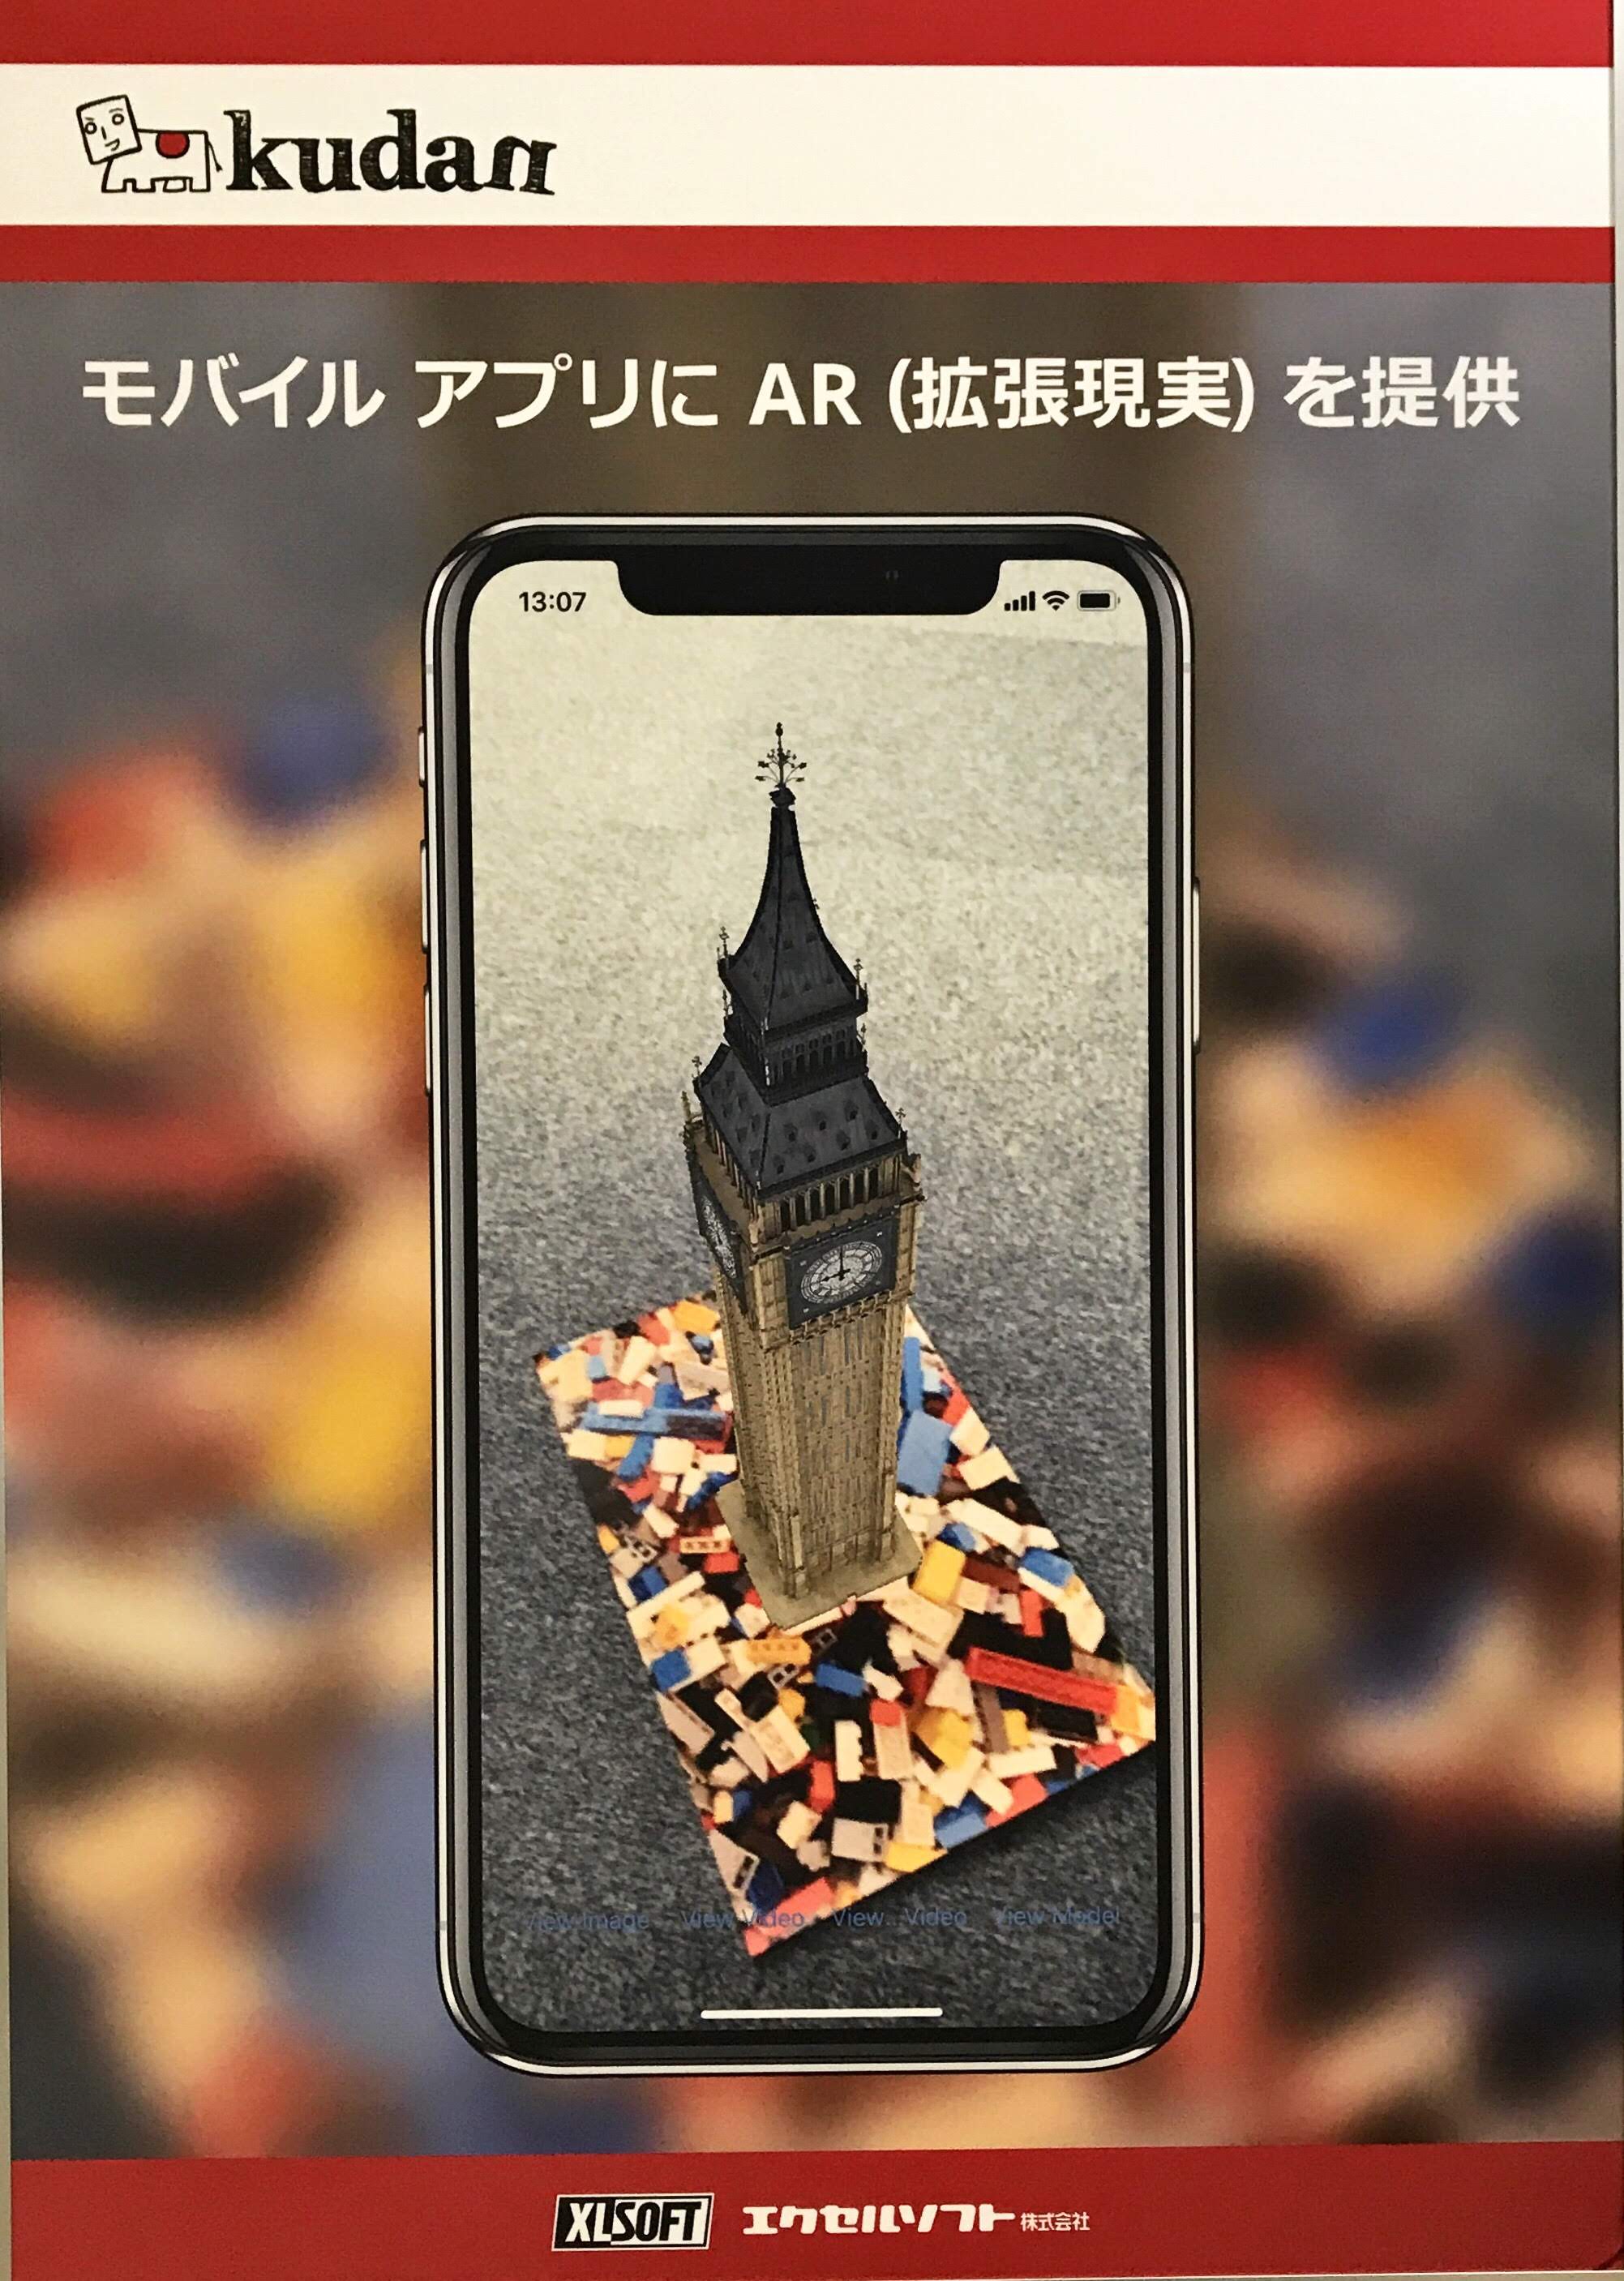 kudan
モバイル アプリに AR (拡張現実) を提供
13:07
View Image View Video View...Video View Model
XLSOFT エクセルソフト株式会社